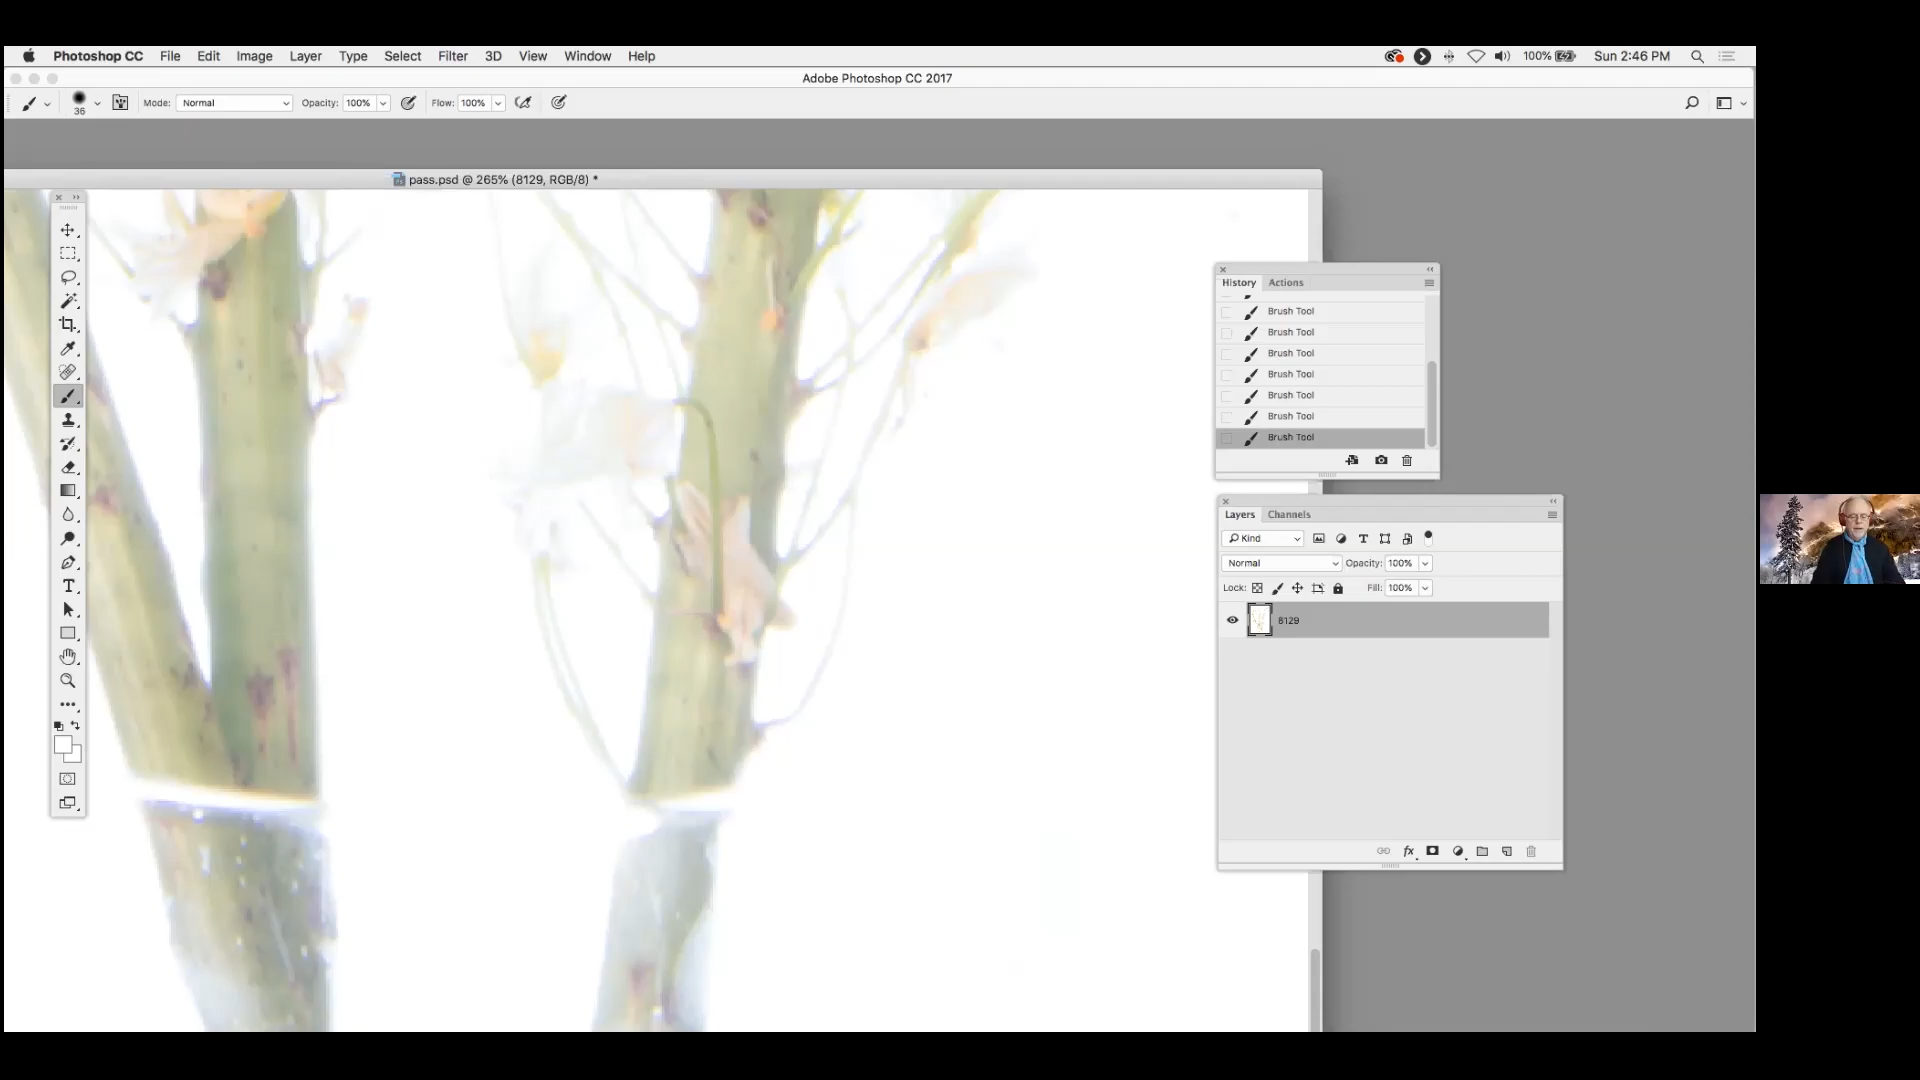 Photoshop CC File Edit Image Layer Type Select Filter 3D View Window Help 100% Sun 2:46 PM
Adobe Photoshop CC 2017
36 Mode: Normal Opacity: 100% Flow: 100%
pass.psd @ 265% (8129, RGB/8) *
History Actions
Brush Tool
Brush Tool
Brush Tool
Brush Tool
Brush Tool
Brush Tool
Brush Tool
Layers Channels
Kind
Normal Opacity: 100%
Lock: Fill: 100%
8129